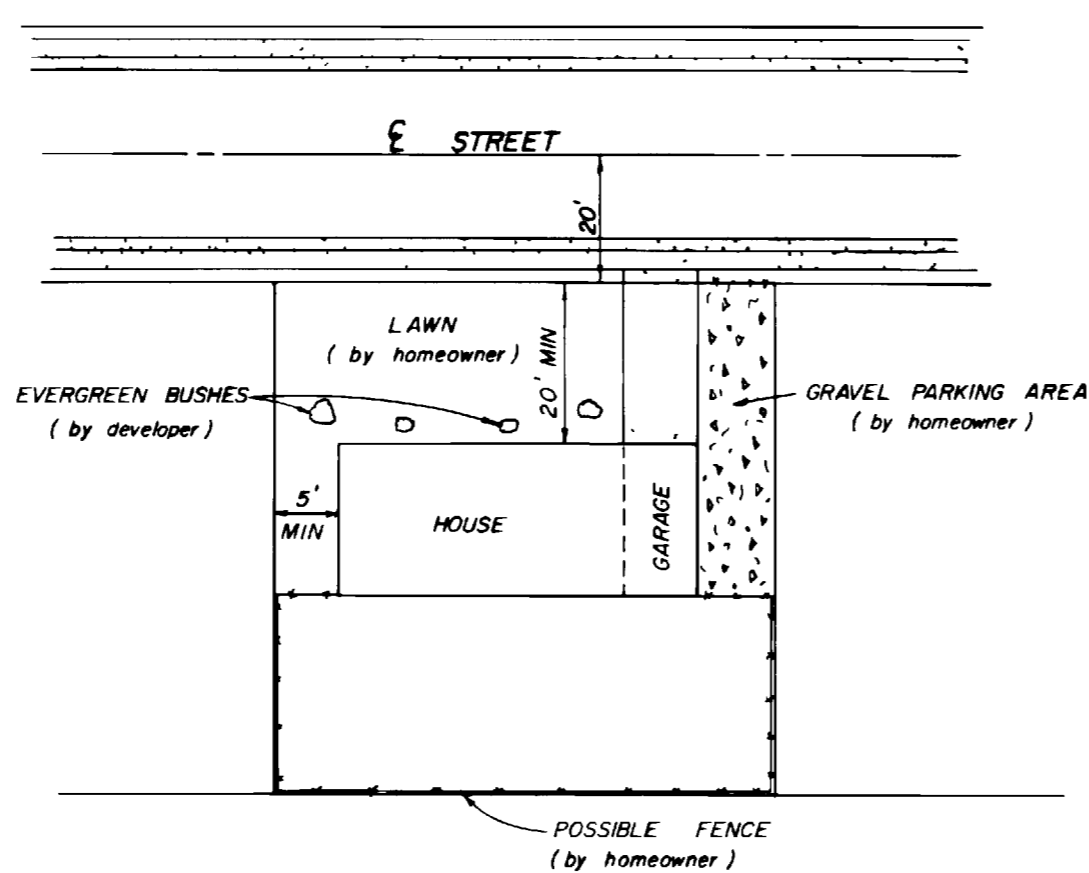 ℄ STREET
20'
LAWN
( by homeowner )
20' MIN
EVERGREEN BUSHES
( by developer )
GRAVEL PARKING AREA
( by homeowner )
5'
MIN
HOUSE
GARAGE
POSSIBLE FENCE
( by homeowner )